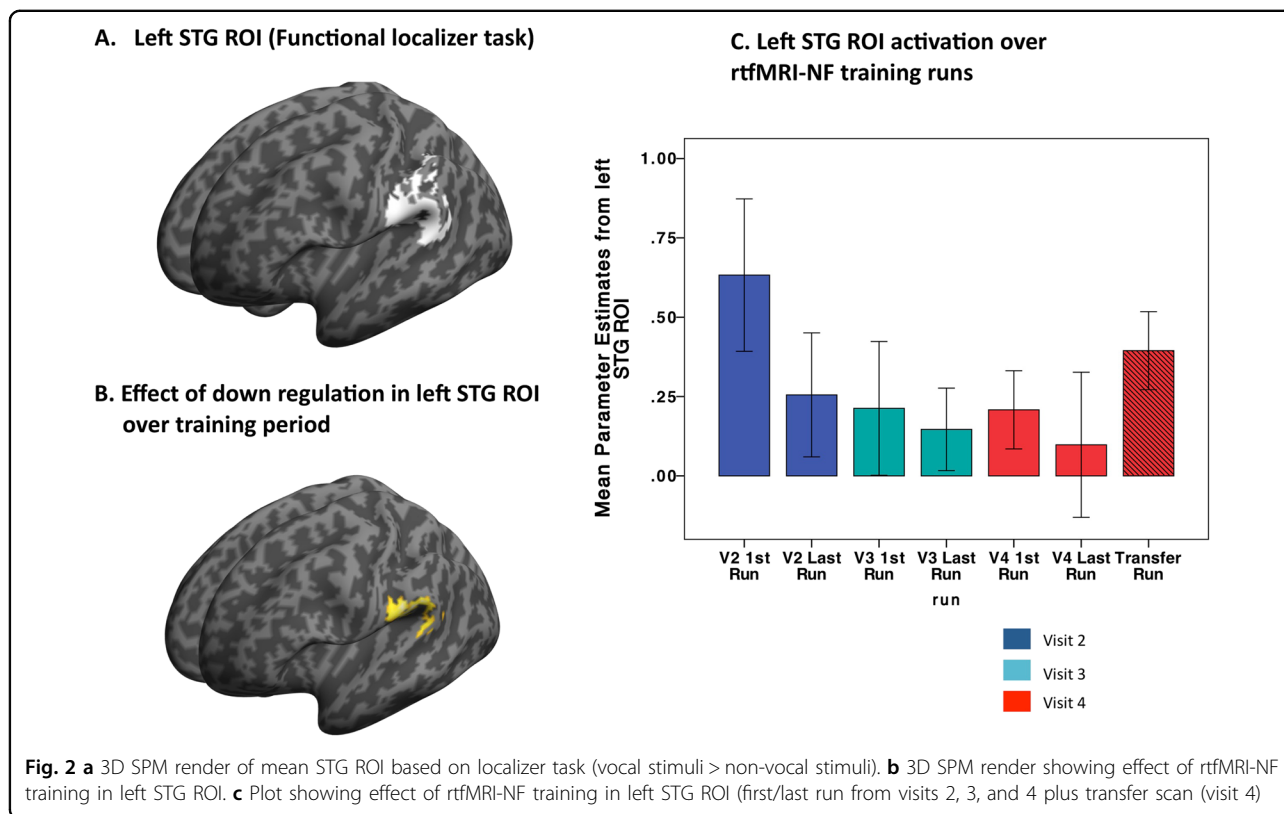 A. Left STG ROI (Functional localizer task)
B. Effect of down regulation in left STG ROI
over training period
C. Left STG ROI activation over
rtfMRI-NF training runs
Mean Parameter Estimates from left
STG ROI
1.00
.75
.50
.25
.00
V2 1st Run
V2 Last Run
V3 1st Run
V3 Last Run
V4 1st Run
V4 Last Run
Transfer Run
run
Visit 2
Visit 3
Visit 4
Fig. 2 a 3D SPM render of mean STG ROI based on localizer task (vocal stimuli > non-vocal stimuli). b 3D SPM render showing effect of rtfMRI-NF
training in left STG ROI. c Plot showing effect of rtfMRI-NF training in left STG ROI (first/last run from visits 2, 3, and 4 plus transfer scan (visit 4)